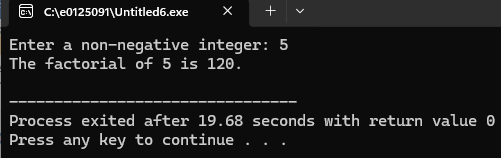 C:\e0125091\Untitled6.exe
Enter a non-negative integer: 5
The factorial of 5 is 120.
--------------------------------
Process exited after 19.68 seconds with return value 0
Press any key to continue . . .